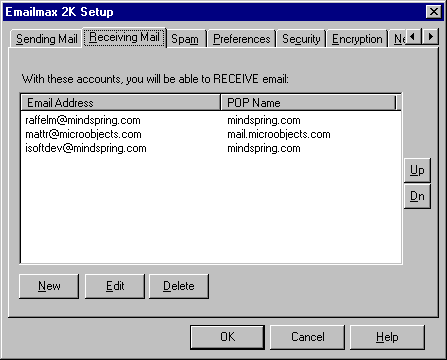 Emailmax 2K Setup
Sending Mail Receiving Mail Spam Preferences Security Encryption
With these accounts, you will be able to RECEIVE email:
Email Address POP Name
raffelm@mindspring.com mindspring.com
mattr@microobjects.com mail.microobjects.com
isoftdev@mindspring.com mindspring.com
Up
Dn
New Edit Delete
OK Cancel Help